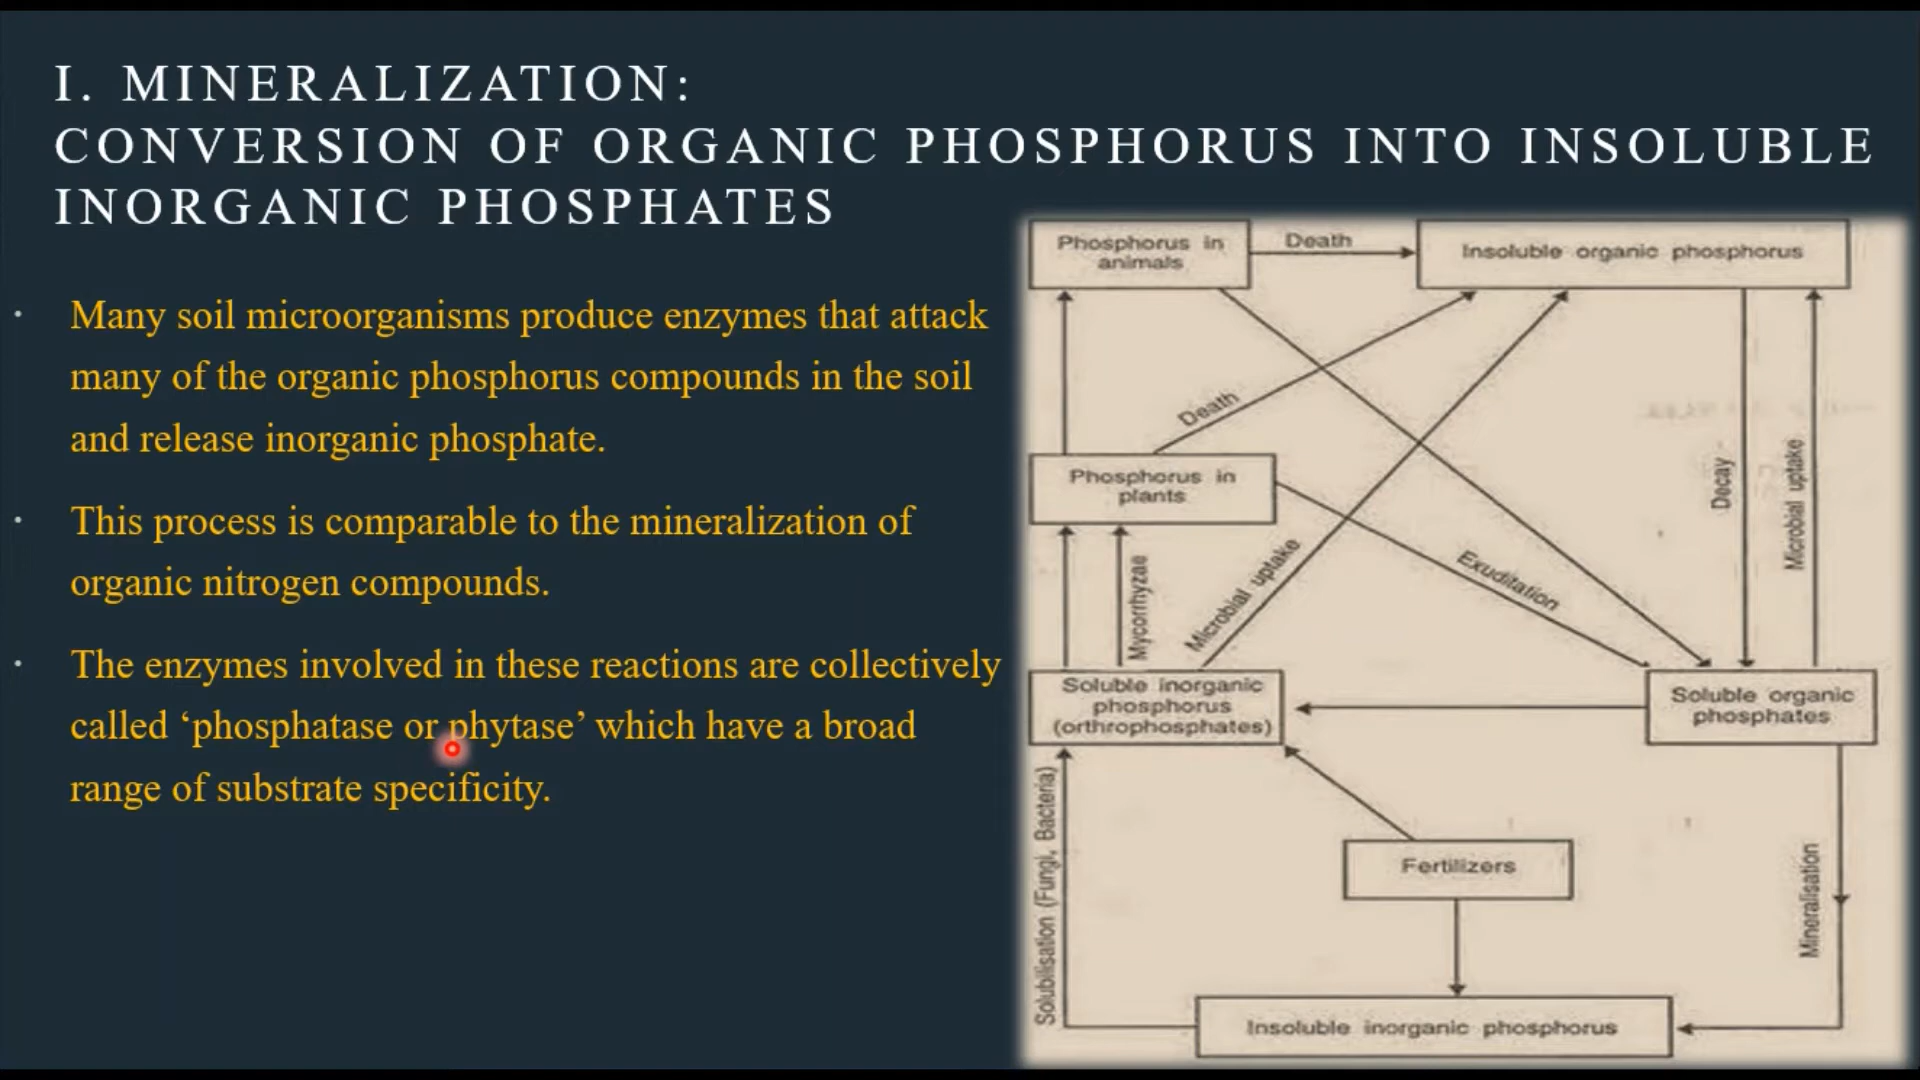 I. MINERALIZATION:
CONVERSION OF ORGANIC PHOSPHORUS INTO INSOLUBLE
INORGANIC PHOSPHATES
• Many soil microorganisms produce enzymes that attack
many of the organic phosphorus compounds in the soil
and release inorganic phosphate.
• This process is comparable to the mineralization of
organic nitrogen compounds.
• The enzymes involved in these reactions are collectively
called ‘phosphatase or phytase’ which have a broad
range of substrate specificity.
Phosphorus in
animals
Death
Insoluble organic phosphorus
Death
Phosphorus in
plants
Decay
Microbial uptake
Mycorrhyzae
Microbial uptake
Exuditation
Soluble inorganic
phosphorus
(orthrophosphates)
Soluble organic
phosphates
Solubilisation (Fungi, Bacteria)
Fertilizers
Mineralisation
Insoluble inorganic phosphorus